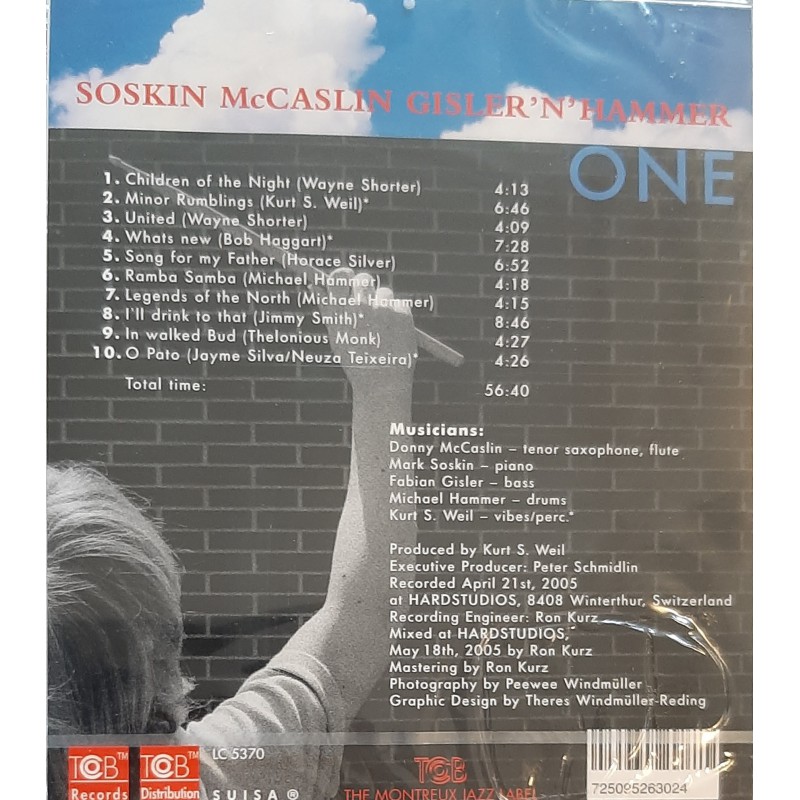 SOSKIN McCASLIN GISLER'N'HAMMER
ONE
1. Children of the Night (Wayne Shorter) 4:13
2. Minor Rumblings (Kurt S. Weil)* 6:46
3. United (Wayne Shorter) 4:09
4. Whats new (Bob Haggart)* 7:28
5. Song for my Father (Horace Silver) 6:52
6. Ramba Samba (Michael Hammer) 4:18
7. Legends of the North (Michael Hammer) 4:15
8. I'll drink to that (Jimmy Smith)* 8:46
9. In walked Bud (Thelonious Monk) 4:27
10. O Pato (Jayme Silva/Neuza Teixeira)* 4:26
Total time: 56:40
Musicians:
Donny McCaslin – tenor saxophone, flute
Mark Soskin – piano
Fabian Gisler – bass
Michael Hammer – drums
Kurt S. Weil – vibes/perc.*
Produced by Kurt S. Weil
Executive Producer: Peter Schmidlin
Recorded April 21st, 2005
at HARDSTUDIOS, 8408 Winterthur, Switzerland
Recording Engineer: Ron Kurz
Mixed at HARDSTUDIOS,
May 18th, 2005 by Ron Kurz
Mastering by Ron Kurz
Photography by Peewee Windmüller
Graphic Design by Theres Windmüller-Reding
TCB™ Records
TCB™ Distribution
LC 5370
SUISA ®
TCB
THE MONTREUX JAZZ LABEL
725095263024